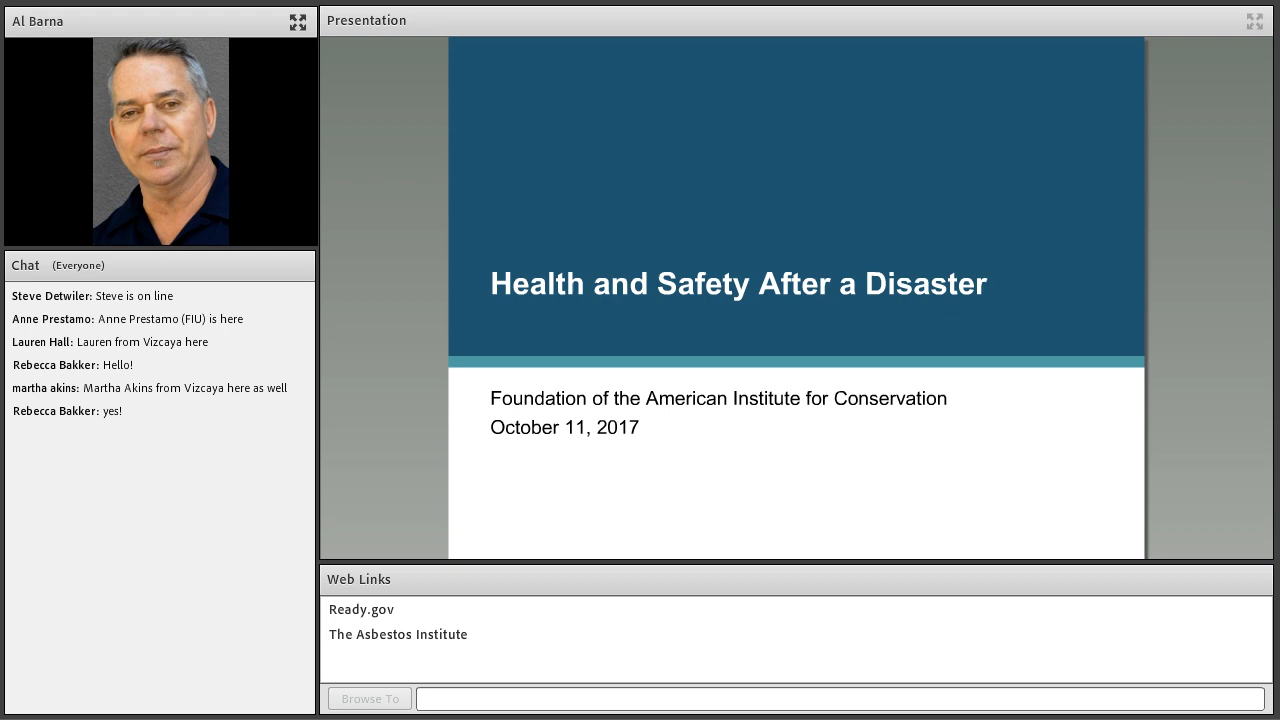 Al Barna
Chat (Everyone)
Steve Detwiler: Steve is on line
Anne Prestamo: Anne Prestamo (FIU) is here
Lauren Hall: Lauren from Vizcaya here
Rebecca Bakker: Hello!
martha akins: Martha Akins from Vizcaya here as well
Rebecca Bakker: yes!
Presentation
Health and Safety After a Disaster
Foundation of the American Institute for Conservation
October 11, 2017
Web Links
Ready.gov
The Asbestos Institute
Browse To